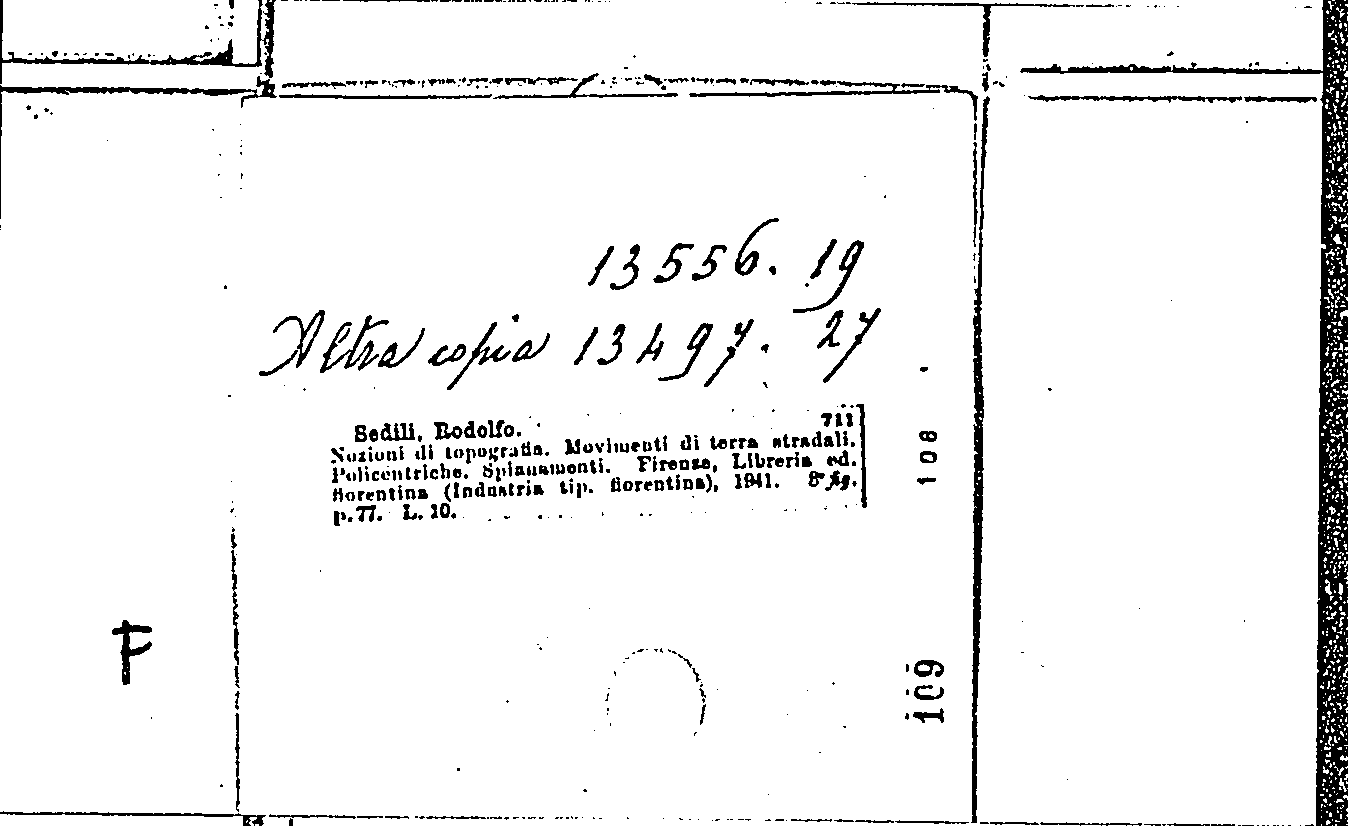 13556. 19
Altra copia 13497. 27
Sedili, Rodolfo. 711
Nozioni di topografia. Movimenti di terra stradali.
Policentriche. Spianamenti. Firenze, Libreria ed.
fiorentina (Industria tip. fiorentina), 1941. 8° fig.
p. 77. L. 10.
108
F
109